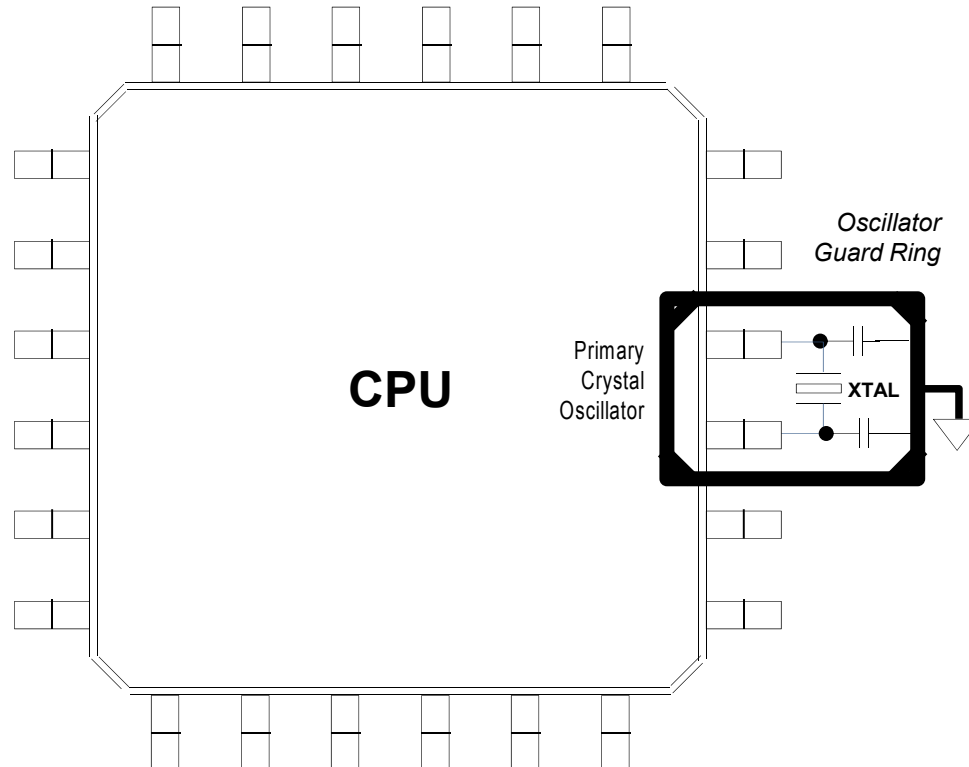 Oscillator
Guard Ring
Primary
Crystal
Oscillator
CPU
XTAL